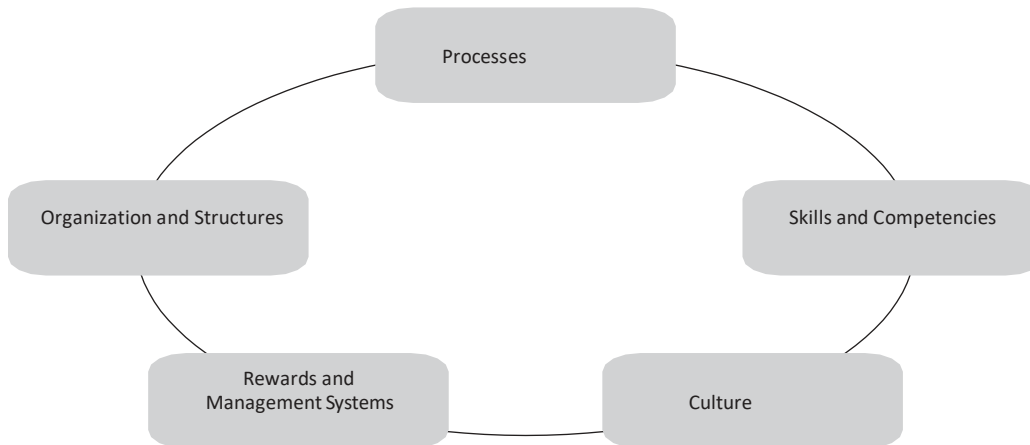 Processes
Organization and Structures
Skills and Competencies
Rewards and
Management Systems
Culture